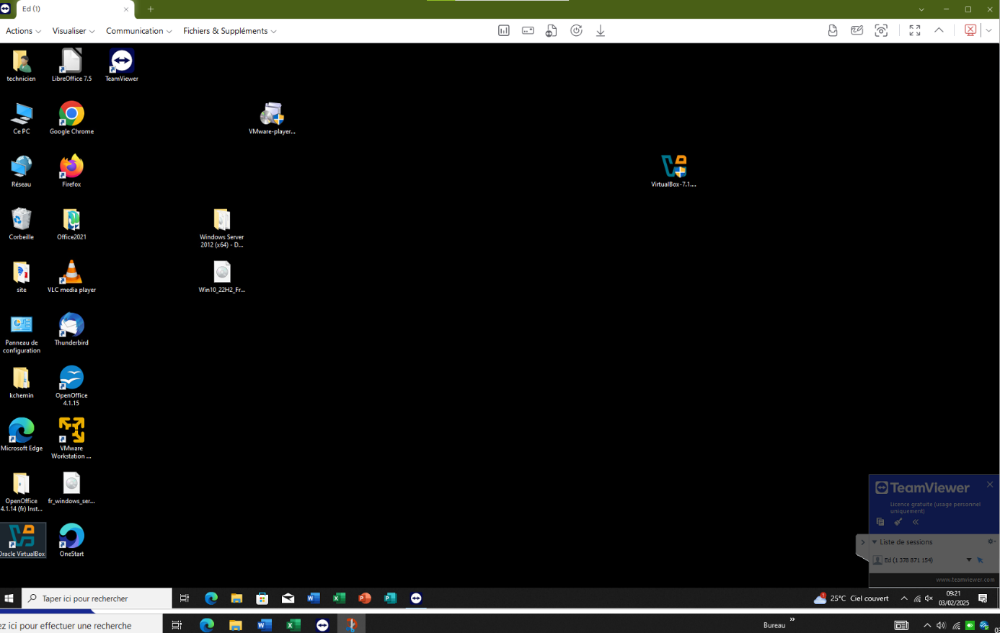 Ed (1)
Actions
Visualiser
Communication
Fichiers & Suppléments
technicien
LibreOffice 7.5
TeamViewer
Ce PC
Google Chrome
VMware-player...
Réseau
Firefox
VirtualBox-7.1....
Corbeille
Office2021
Windows Server
2012 (x64) - D...
site
VLC media player
Win10_22H2_Fr...
Panneau de
configuration
Thunderbird
kchemin
OpenOffice
4.1.15
Microsoft Edge
VMware
Workstation ...
OpenOffice
4.1.14 (fr) Inst...
fr_windows_ser...
Oracle VirtualBox
OneStart
TeamViewer
Licence gratuite (usage personnel
uniquement)
Liste de sessions
Ed (1 378 871 154)
www.teamviewer.com
Taper ici pour rechercher
25°C Ciel couvert
09:21
03/02/2025
ez ici pour effectuer une recherche
Bureau